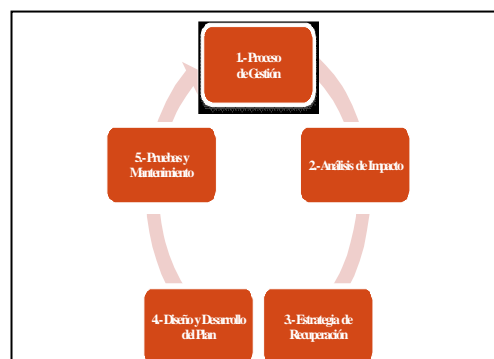 1.- Proceso
de Gestión
2.- Análisis de Impacto
3.- Estrategia de
Recuperación
4.- Diseño y Desarrollo
del Plan
5.- Pruebas y
Mantenimiento